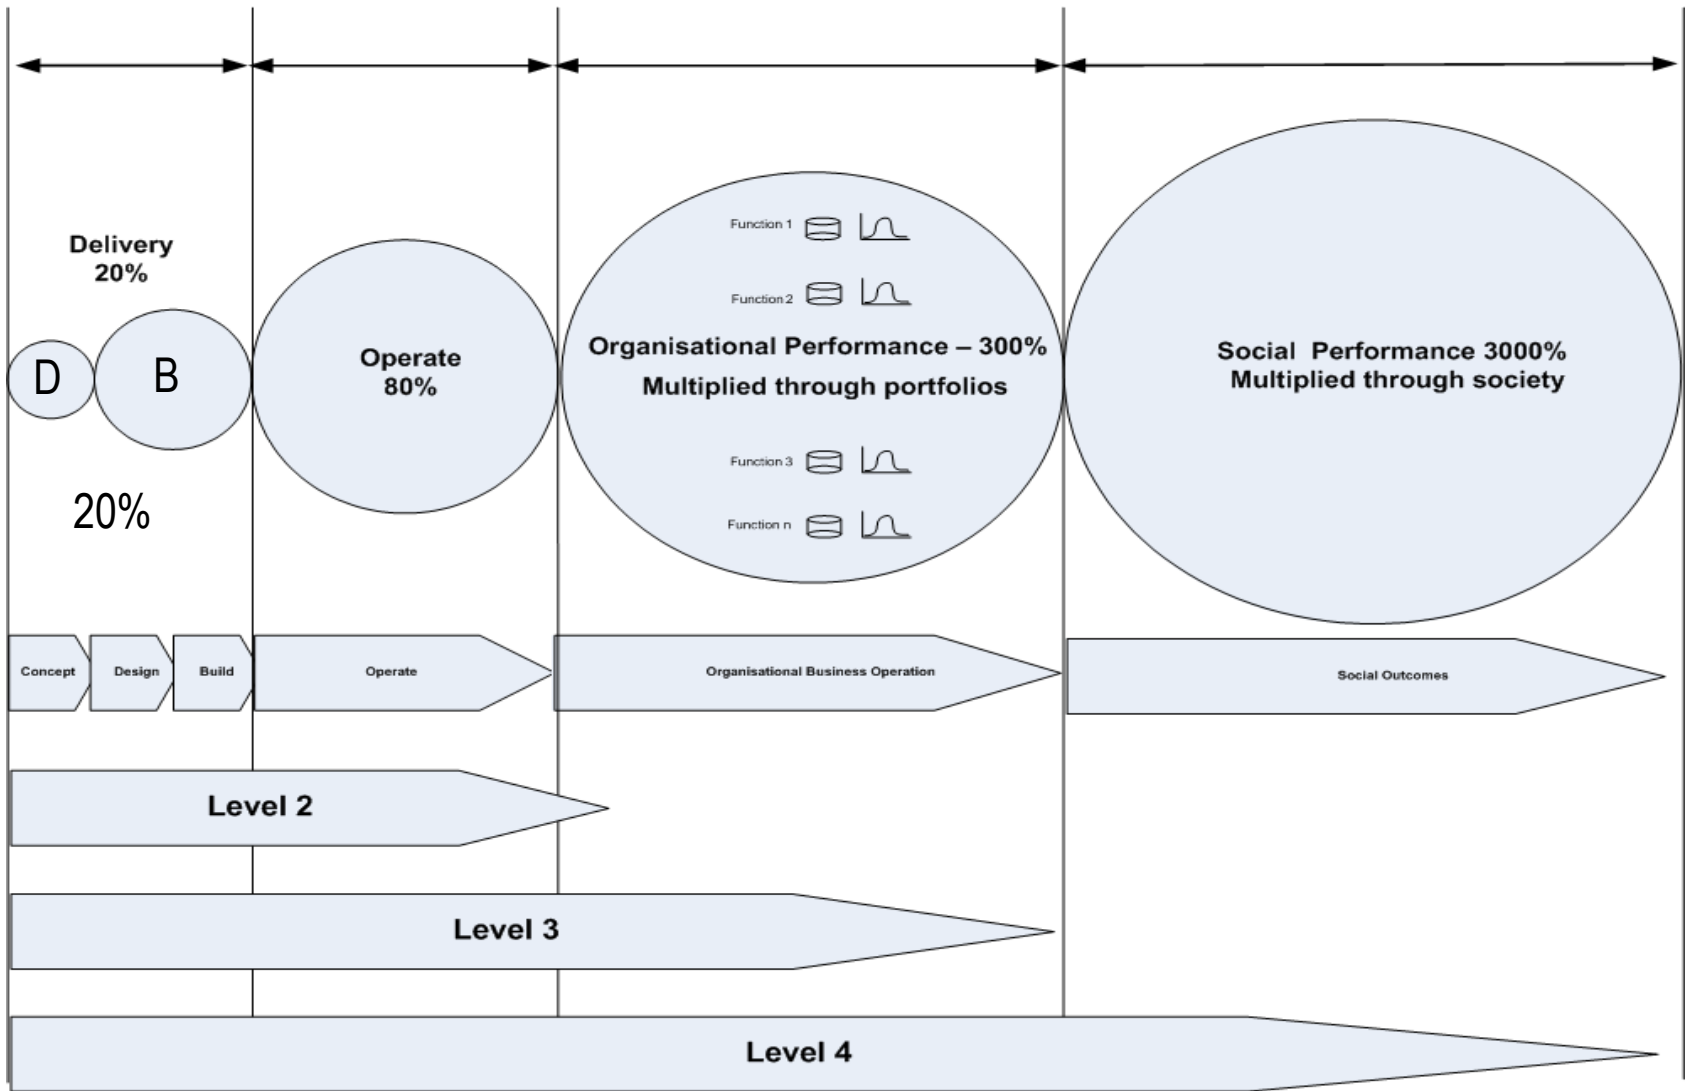 Delivery
20%
D
B
20%
Operate
80%
Function 1
Function 2
Organisational Performance – 300%
Multiplied through portfolios
Function 3
Function n
Social Performance 3000%
Multiplied through society
Concept
Design
Build
Operate
Organisational Business Operation
Social Outcomes
Level 2
Level 3
Level 4